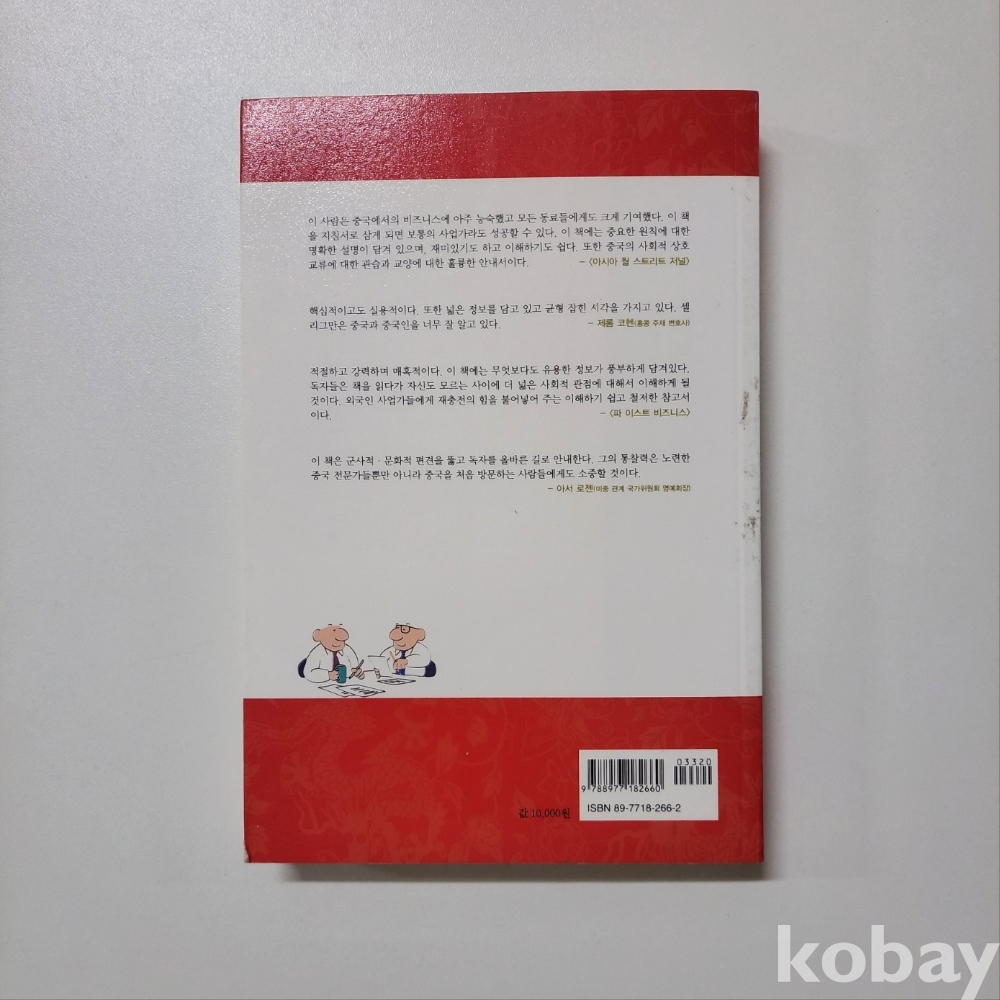 이 사람은 중국에서의 비즈니스에 아주 능숙했고 모든 동료들에게도 크게 기여했다. 이 책
을 지침서로 삼게 되면 보통의 사업가라도 성공할 수 있다. 이 책에는 중요한 원칙에 대한
명확한 설명이 담겨 있으며, 재미있기도 하고 이해하기도 쉽다. 또한 중국의 사회적 상호
교류에 대한 관습과 교양에 대한 훌륭한 안내서이다. – 〈아시아 월 스트리트 저널〉
핵심적이고도 실용적이다. 또한 넓은 정보를 담고 있고 균형 잡힌 시각을 가지고 있다. 셀
리그만은 중국과 중국인을 너무 잘 알고 있다. – 제롬 코헨(홍콩 주재 변호사)
적절하고 강력하며 매혹적이다. 이 책에는 무엇보다도 유용한 정보가 풍부하게 담겨있다.
독자들은 책을 읽다가 자신도 모르는 사이에 더 넓은 사회적 관점에 대해서 이해하게 될
것이다. 외국인 사업가들에게 재충전의 힘을 불어넣어 주는 이해하기 쉽고 철저한 참고서
이다. – 〈파 이스트 비즈니스〉
이 책은 군사적·문화적 편견을 뚫고 독자를 올바른 길로 안내한다. 그의 통찰력은 노련한
중국 전문가들뿐만 아니라 중국을 처음 방문하는 사람들에게도 소중할 것이다.
– 아서 로젠(미중 관계 국가위원회 명예회장)
03320
9 788977 182660
값 10,000원
ISBN 89-7718-266-2
kobay